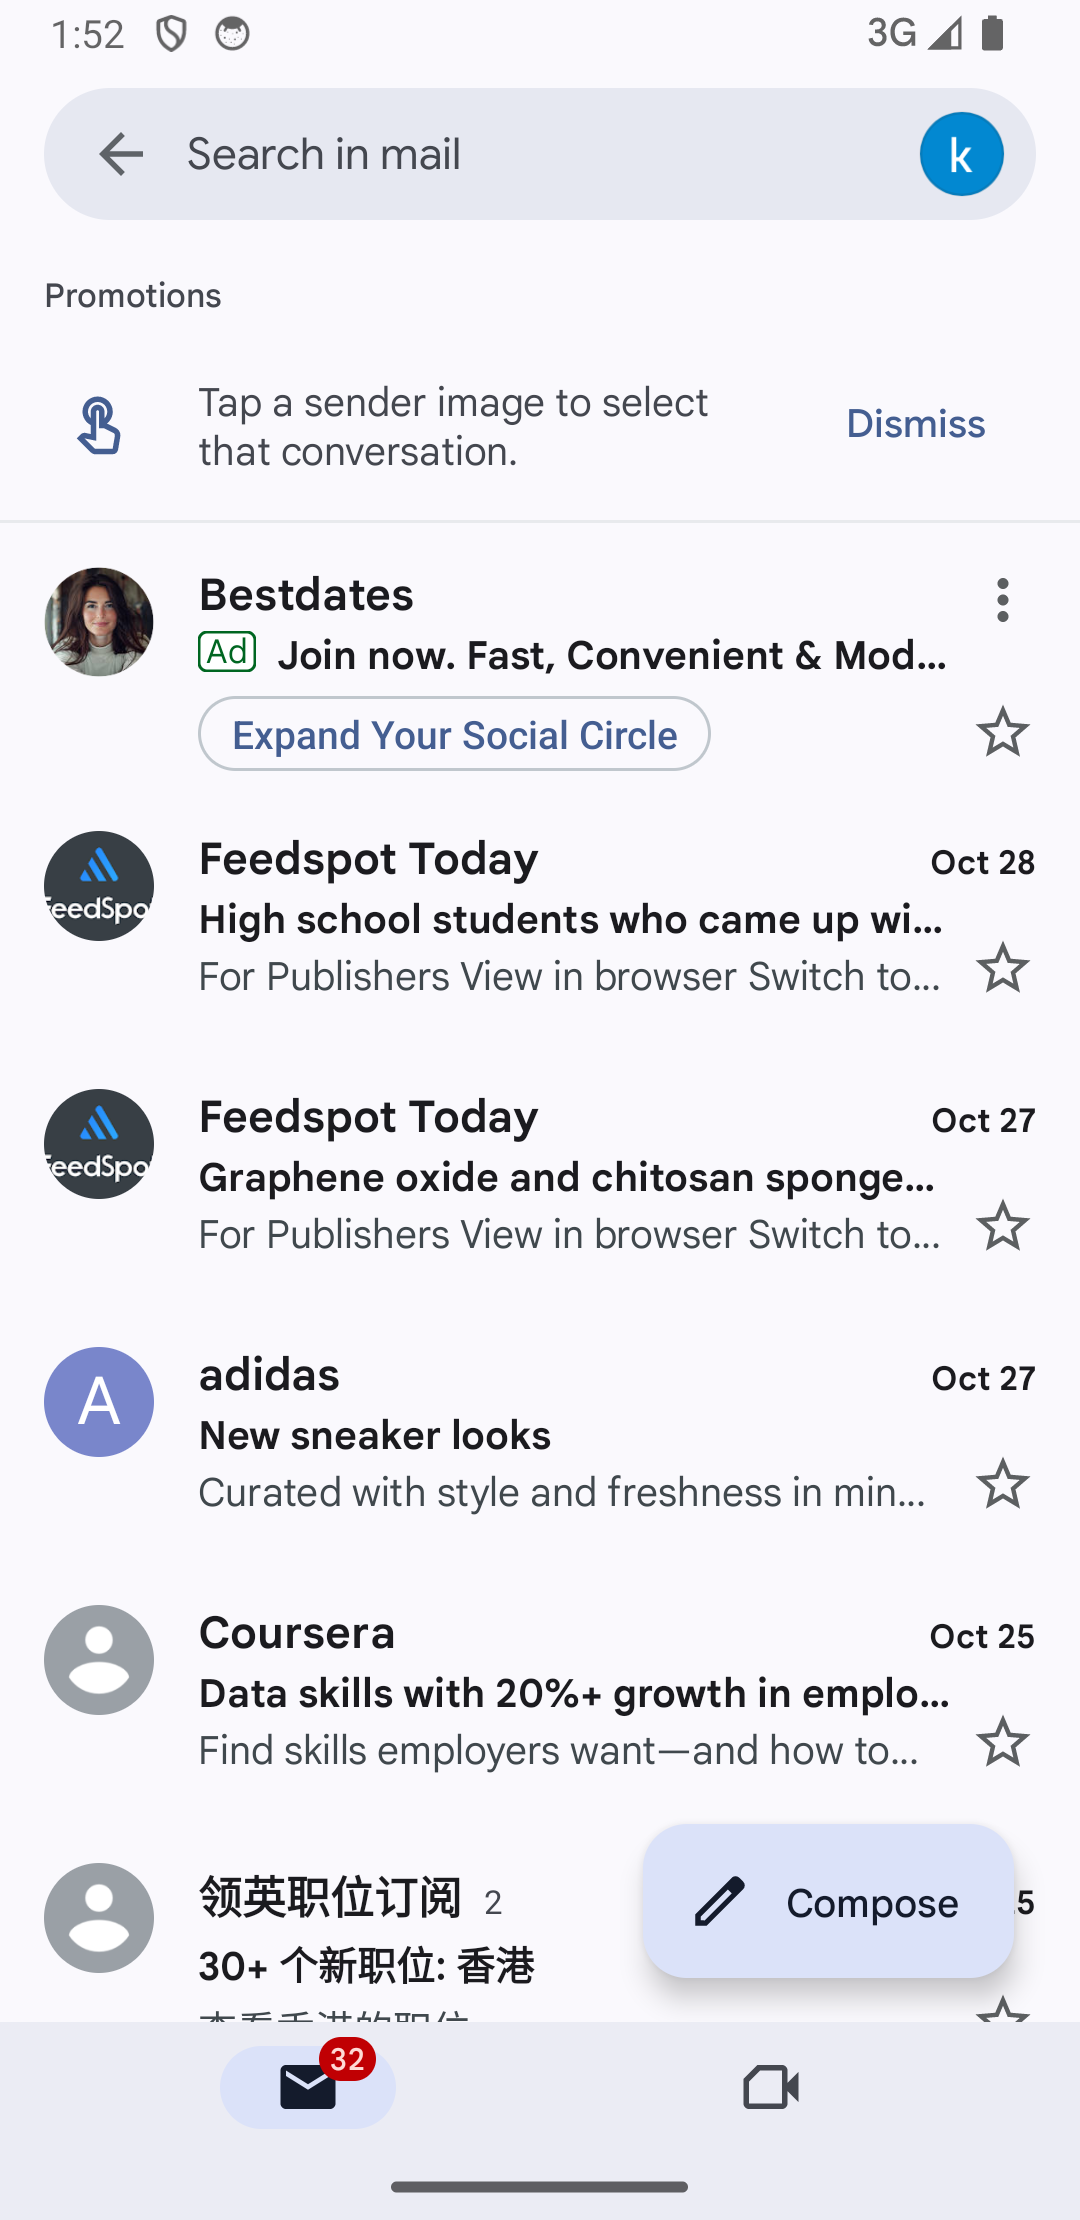 1:52
3G
Search in mail
k
Promotions
Tap a sender image to select
that conversation.
Dismiss
Bestdates
Ad Join now. Fast, Convenient & Mod...
Expand Your Social Circle
FeedSpot
Feedspot Today
Oct 28
High school students who came up wi...
For Publishers View in browser Switch to...
FeedSpot
Feedspot Today
Oct 27
Graphene oxide and chitosan sponge...
For Publishers View in browser Switch to...
A
adidas
Oct 27
New sneaker looks
Curated with style and freshness in min...
Coursera
Oct 25
Data skills with 20%+ growth in emplo...
Find skills employers want—and how to...
领英职位订阅 2
5
30+ 个新职位: 香港
Compose
32